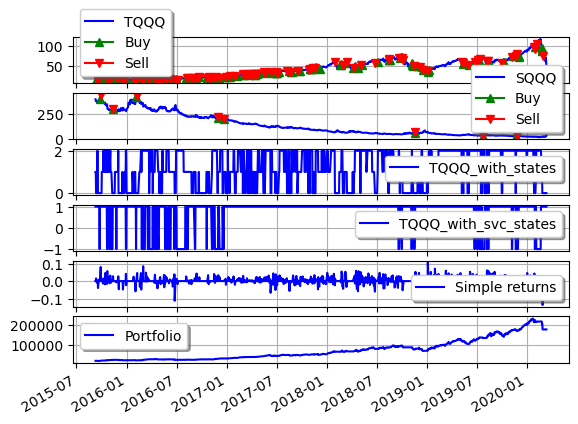 TQQQ
Buy
Sell
100
50
SQQQ
Buy
Sell
250
0
2
0
TQQQ_with_states
1
−1
TQQQ_with_svc_states
0.1
0.0
−0.1
Simple returns
200000
100000
Portfolio
2015-07
2016-01
2016-07
2017-01
2017-07
2018-01
2018-07
2019-01
2019-07
2020-01